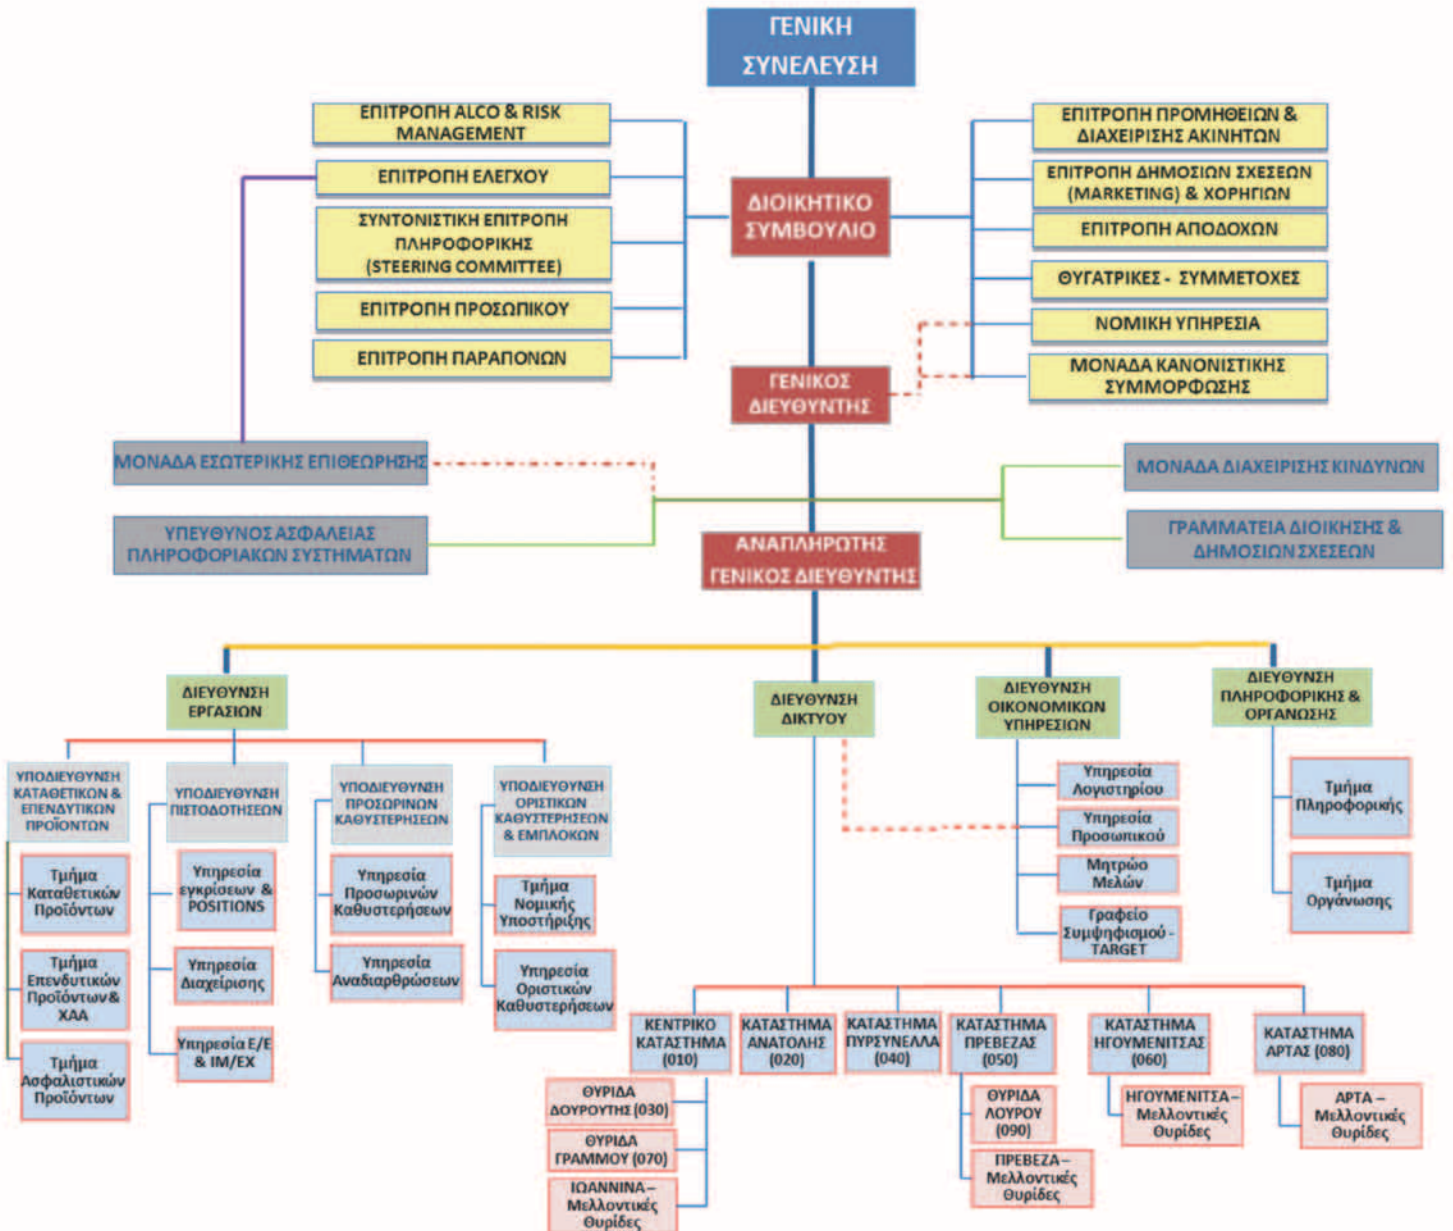 ΓΕΝΙΚΗ
ΣΥΝΕΛΕΥΣΗ
ΕΠΙΤΡΟΠΗ ALCO & RISK
MANAGEMENT
ΕΠΙΤΡΟΠΗ ΕΛΕΓΧΟΥ
ΣΥΝΤΟΝΙΣΤΙΚΗ ΕΠΙΤΡΟΠΗ
ΠΛΗΡΟΦΟΡΙΚΗΣ
(STEERING COMMITTEE)
ΕΠΙΤΡΟΠΗ ΠΡΟΣΩΠΙΚΟΥ
ΕΠΙΤΡΟΠΗ ΠΑΡΑΠΟΝΩΝ
ΔΙΟΙΚΗΤΙΚΟ
ΣΥΜΒΟΥΛΙΟ
ΕΠΙΤΡΟΠΗ ΠΡΟΜΗΘΕΙΩΝ &
ΔΙΑΧΕΙΡΙΣΗΣ ΑΚΙΝΗΤΩΝ
ΕΠΙΤΡΟΠΗ ΔΗΜΟΣΙΩΝ ΣΧΕΣΕΩΝ
(MARKETING) & ΧΟΡΗΓΙΩΝ
ΕΠΙΤΡΟΠΗ ΑΠΟΔΟΧΩΝ
ΘΥΓΑΤΡΙΚΕΣ - ΣΥΜΜΕΤΟΧΕΣ
ΝΟΜΙΚΗ ΥΠΗΡΕΣΙΑ
ΜΟΝΑΔΑ ΚΑΝΟΝΙΣΤΙΚΗΣ
ΣΥΜΜΟΡΦΩΣΗΣ
ΓΕΝΙΚΟΣ
ΔΙΕΥΘΥΝΤΗΣ
ΜΟΝΑΔΑ ΕΣΩΤΕΡΙΚΗΣ ΕΠΙΘΕΩΡΗΣΗΣ
ΥΠΕΥΘΥΝΟΣ ΑΣΦΑΛΕΙΑΣ
ΠΛΗΡΟΦΟΡΙΑΚΩΝ ΣΥΣΤΗΜΑΤΩΝ
ΜΟΝΑΔΑ ΔΙΑΧΕΙΡΙΣΗΣ ΚΙΝΔΥΝΩΝ
ΓΡΑΜΜΑΤΕΙΑ ΔΙΟΙΚΗΣΗΣ &
ΔΗΜΟΣΙΩΝ ΣΧΕΣΕΩΝ
ΑΝΑΠΛΗΡΩΤΗΣ
ΓΕΝΙΚΟΣ ΔΙΕΥΘΥΝΤΗΣ
ΔΙΕΥΘΥΝΣΗ
ΕΡΓΑΣΙΩΝ
ΔΙΕΥΘΥΝΣΗ
ΔΙΚΤΥΟΥ
ΔΙΕΥΘΥΝΣΗ
ΟΙΚΟΝΟΜΙΚΩΝ
ΥΠΗΡΕΣΙΩΝ
ΔΙΕΥΘΥΝΣΗ
ΠΛΗΡΟΦΟΡΙΚΗΣ &
ΟΡΓΑΝΩΣΗΣ
ΥΠΟΔΙΕΥΘΥΝΣΗ
ΚΑΤΑΘΕΤΙΚΩΝ &
ΕΠΕΝΔΥΤΙΚΩΝ
ΠΡΟΪΟΝΤΩΝ
Τμήμα
Καταθετικών
Προϊόντων
Τμήμα
Επενδυτικών
Προϊόντων &
ΧΑΑ
Τμήμα
Ασφαλιστικών
Προϊόντων
ΥΠΟΔΙΕΥΘΥΝΣΗ
ΠΙΣΤΟΔΟΤΗΣΕΩΝ
Υπηρεσία
εγκρίσεων &
POSITIONS
Υπηρεσία
Διαχείρισης
Υπηρεσία Ε/Ε
& IM/EX
ΥΠΟΔΙΕΥΘΥΝΣΗ
ΠΡΟΣΩΡΙΝΩΝ
ΚΑΘΥΣΤΕΡΗΣΕΩΝ
Υπηρεσία
Προσωρινών
Καθυστερήσεων
Υπηρεσία
Αναδιαρθρώσεων
ΥΠΟΔΙΕΥΘΥΝΣΗ
ΟΡΙΣΤΙΚΩΝ
ΚΑΘΥΣΤΕΡΗΣΕΩΝ
& ΕΜΠΛΟΚΩΝ
Τμήμα
Νομικής
Υποστήριξης
Υπηρεσία
Οριστικών
Καθυστερήσεων
Υπηρεσία
Λογιστηρίου
Υπηρεσία
Προσωπικού
Μητρώο
Μελών
Γραφείο
Συμψηφισμού -
TARGET
Τμήμα
Πληροφορικής
Τμήμα
Οργάνωσης
ΚΕΝΤΡΙΚΟ
ΚΑΤΑΣΤΗΜΑ
(010)
ΚΑΤΑΣΤΗΜΑ
ΑΝΑΤΟΛΗΣ
(020)
ΚΑΤΑΣΤΗΜΑ
ΠΥΡΣΥΝΕΛΛΑ
(040)
ΚΑΤΑΣΤΗΜΑ
ΠΡΕΒΕΖΑΣ
(050)
ΚΑΤΑΣΤΗΜΑ
ΗΓΟΥΜΕΝΙΤΣΑΣ
(060)
ΚΑΤΑΣΤΗΜΑ
ΑΡΤΑΣ (080)
ΘΥΡΙΔΑ
ΔΟΥΡΟΥΤΗΣ (030)
ΘΥΡΙΔΑ
ΓΡΑΜΜΟΥ (070)
ΙΩΑΝΝΙΝΑ –
Μελλοντικές
Θυρίδες
ΘΥΡΙΔΑ
ΛΟΥΡΟΥ
(090)
ΠΡΕΒΕΖΑ –
Μελλοντικές
Θυρίδες
ΗΓΟΥΜΕΝΙΤΣΑ –
Μελλοντικές
Θυρίδες
ΑΡΤΑ –
Μελλοντικές
Θυρίδες